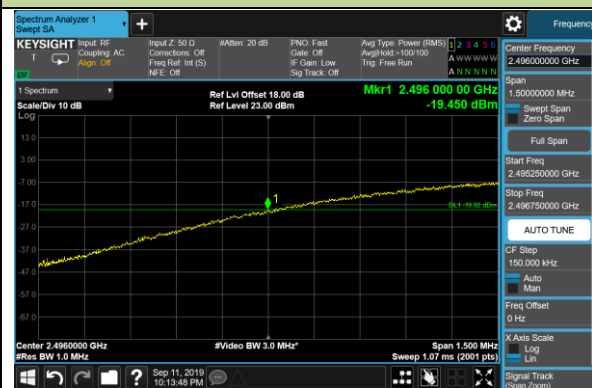 Spectrum Analyzer 1
Swept SA
+
Frequency
KEYSIGHT
Input: RF
Coupling: AC
Align: Off
Input Z: 50 Ω
Corrections: Off
Freq Ref: Int (S)
NFE: Off
#Atten: 20 dB
PNO: Fast
Gate: Off
IF Gain: Low
Sig Track: Off
Avg Type: Power (RMS)
Avg|Hold:>100/100
Trig: Free Run
1 2 3 4 5 6
A W W W W W
A N N N N N
LNI
Center Frequency
2.496000000 GHz
Span
1.50000000 MHz
Swept Span
Zero Span
Full Span
Start Freq
2.495250000 GHz
Stop Freq
2.496750000 GHz
AUTO TUNE
CF Step
150.000 kHz
Auto
Man
Freq Offset
0 Hz
X Axis Scale
Log
Lin
Signal Track
(Span Zoom)
1 Spectrum
Scale/Div 10 dB
Log
Ref Lvl Offset 18.00 dB
Ref Level 23.00 dBm
Mkr1 2.496 000 00 GHz
-19.450 dBm
13.0
3.00
-7.00
-17.0
-27.0
-37.0
-47.0
-57.0
-67.0
1
DL1 -19.02 dBm
Center 2.4960000 GHz
#Res BW 1.0 MHz
#Video BW 3.0 MHz*
Span 1.500 MHz
Sweep 1.07 ms (2001 pts)
?
Sep 11, 2019
10:13:48 PM